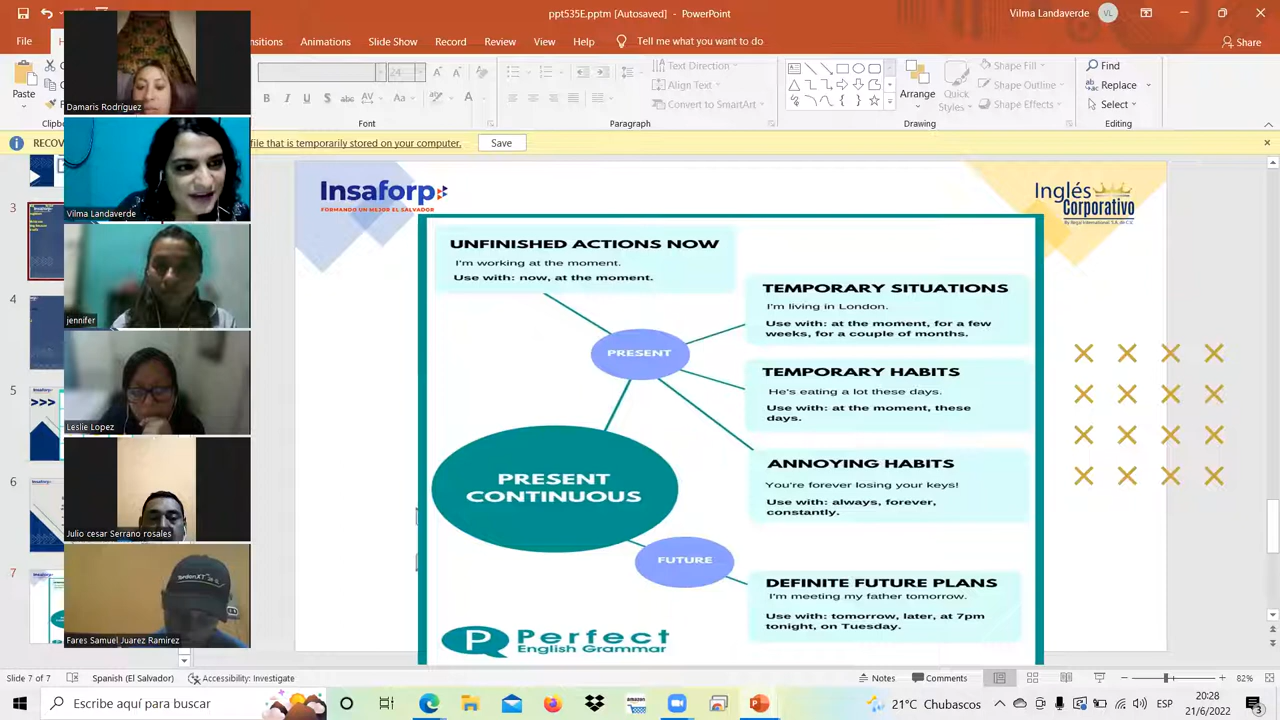 ppt535E.pptm [Autosaved] - PowerPoint
Vilma Landaverde
VL
Animations
Slide Show
Record
Review
View
Help
Tell me what you want to do
Share
24
Text Direction
Align Text
Convert to SmartArt
Arrange
Quick
Styles
Shape Fill
Shape Outline
Shape Effects
Find
Replace
Select
Font
Paragraph
Drawing
Editing
file that is temporarily stored on your computer.
Save
Damaris Rodríguez
Vilma Landaverde
jennifer
Leslie Lopez
Julio cesar Serrano rosales
Fares Samuel Juarez Ramirez
6
Insaforp
FORMANDO UN MEJOR EL SALVADOR
Inglés
Corporativo
UNFINISHED ACTIONS NOW
I'm working at the moment.
Use with: now, at the moment.
TEMPORARY SITUATIONS
I'm living in London.
Use with: at the moment, for a few
weeks, for a couple of months.
PRESENT
TEMPORARY HABITS
He's eating a lot these days.
Use with: at the moment, these
days.
PRESENT
CONTINUOUS
ANNOYING HABITS
You're forever losing your keys!
Use with: always, forever,
constantly.
FUTURE
DEFINITE FUTURE PLANS
I'm meeting my father tomorrow.
Use with: tomorrow, later, at 7pm
tonight, on Tuesday.
Perfect
English Grammar
Slide 7 of 7
Spanish (El Salvador)
Accessibility: Investigate
Notes
Comments
82%
Escribe aquí para buscar
amazon
21°C Chubascos
ESP
20:28
21/6/2022
3